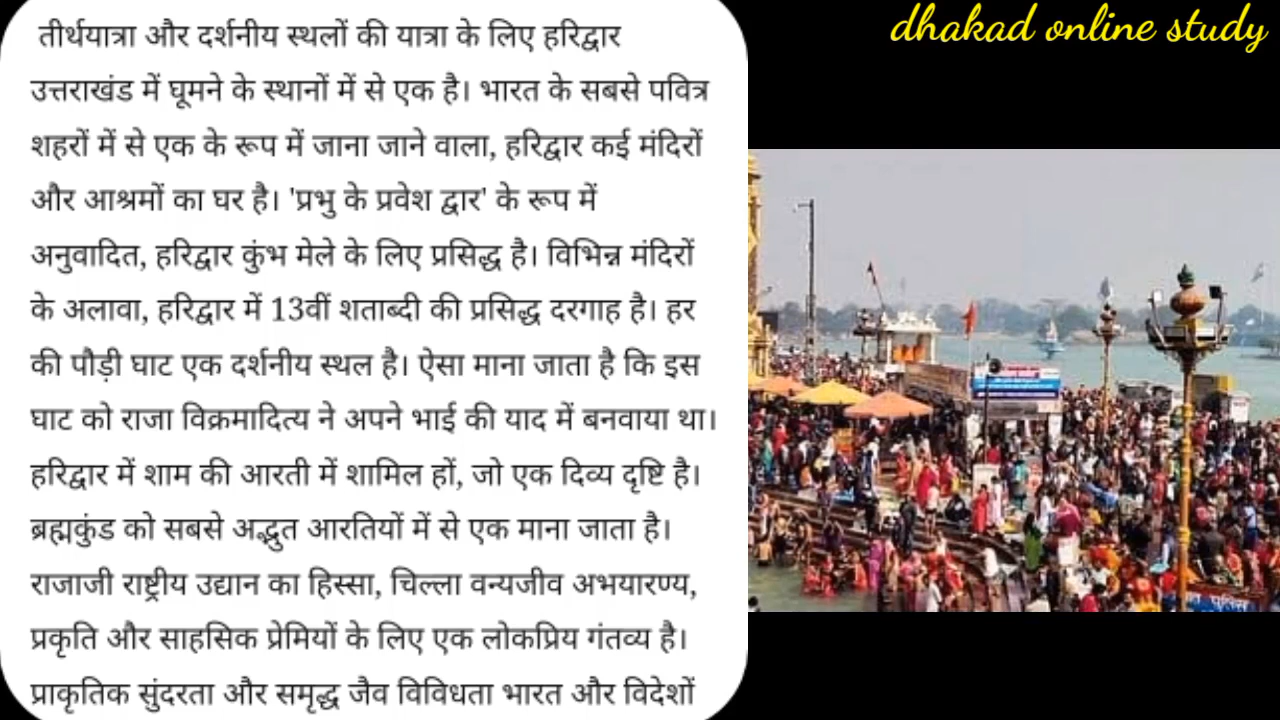 dhakad online study
तीर्थयात्रा और दर्शनीय स्थलों की यात्रा के लिए हरिद्वार
उत्तराखंड में घूमने के स्थानों में से एक है। भारत के सबसे पवित्र
शहरों में से एक के रूप में जाना जाने वाला, हरिद्वार कई मंदिरों
और आश्रमों का घर है। 'प्रभु के प्रवेश द्वार' के रूप में
अनुवादित, हरिद्वार कुंभ मेले के लिए प्रसिद्ध है। विभिन्न मंदिरों
के अलावा, हरिद्वार में 13वीं शताब्दी की प्रसिद्ध दरगाह है। हर
की पौड़ी घाट एक दर्शनीय स्थल है। ऐसा माना जाता है कि इस
घाट को राजा विक्रमादित्य ने अपने भाई की याद में बनवाया था।
हरिद्वार में शाम की आरती में शामिल हों, जो एक दिव्य दृष्टि है।
ब्रह्मकुंड को सबसे अद्भुत आरतियों में से एक माना जाता है।
राजाजी राष्ट्रीय उद्यान का हिस्सा, चिल्ला वन्यजीव अभयारण्य,
प्रकृति और साहसिक प्रेमियों के लिए एक लोकप्रिय गंतव्य है।
प्राकृतिक सुंदरता और समृद्ध जैव विविधता भारत और विदेशों